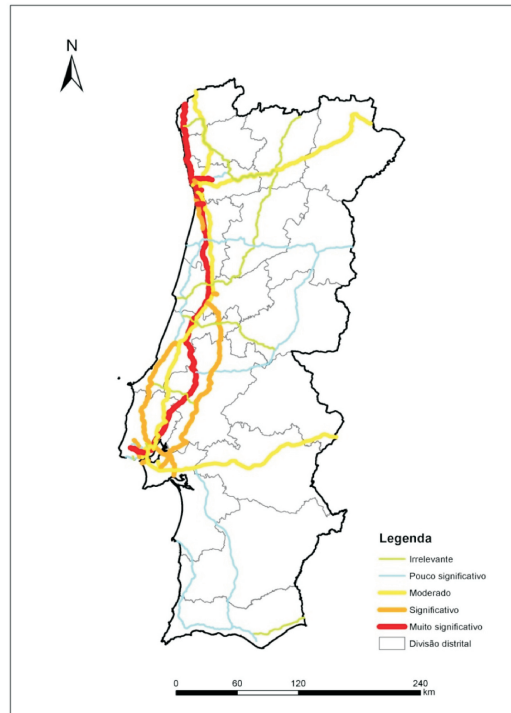 N
Legenda
Irrelevante
Pouco significativo
Moderado
Significativo
Muito significativo
Divisão distrital
0 60 120 240
km